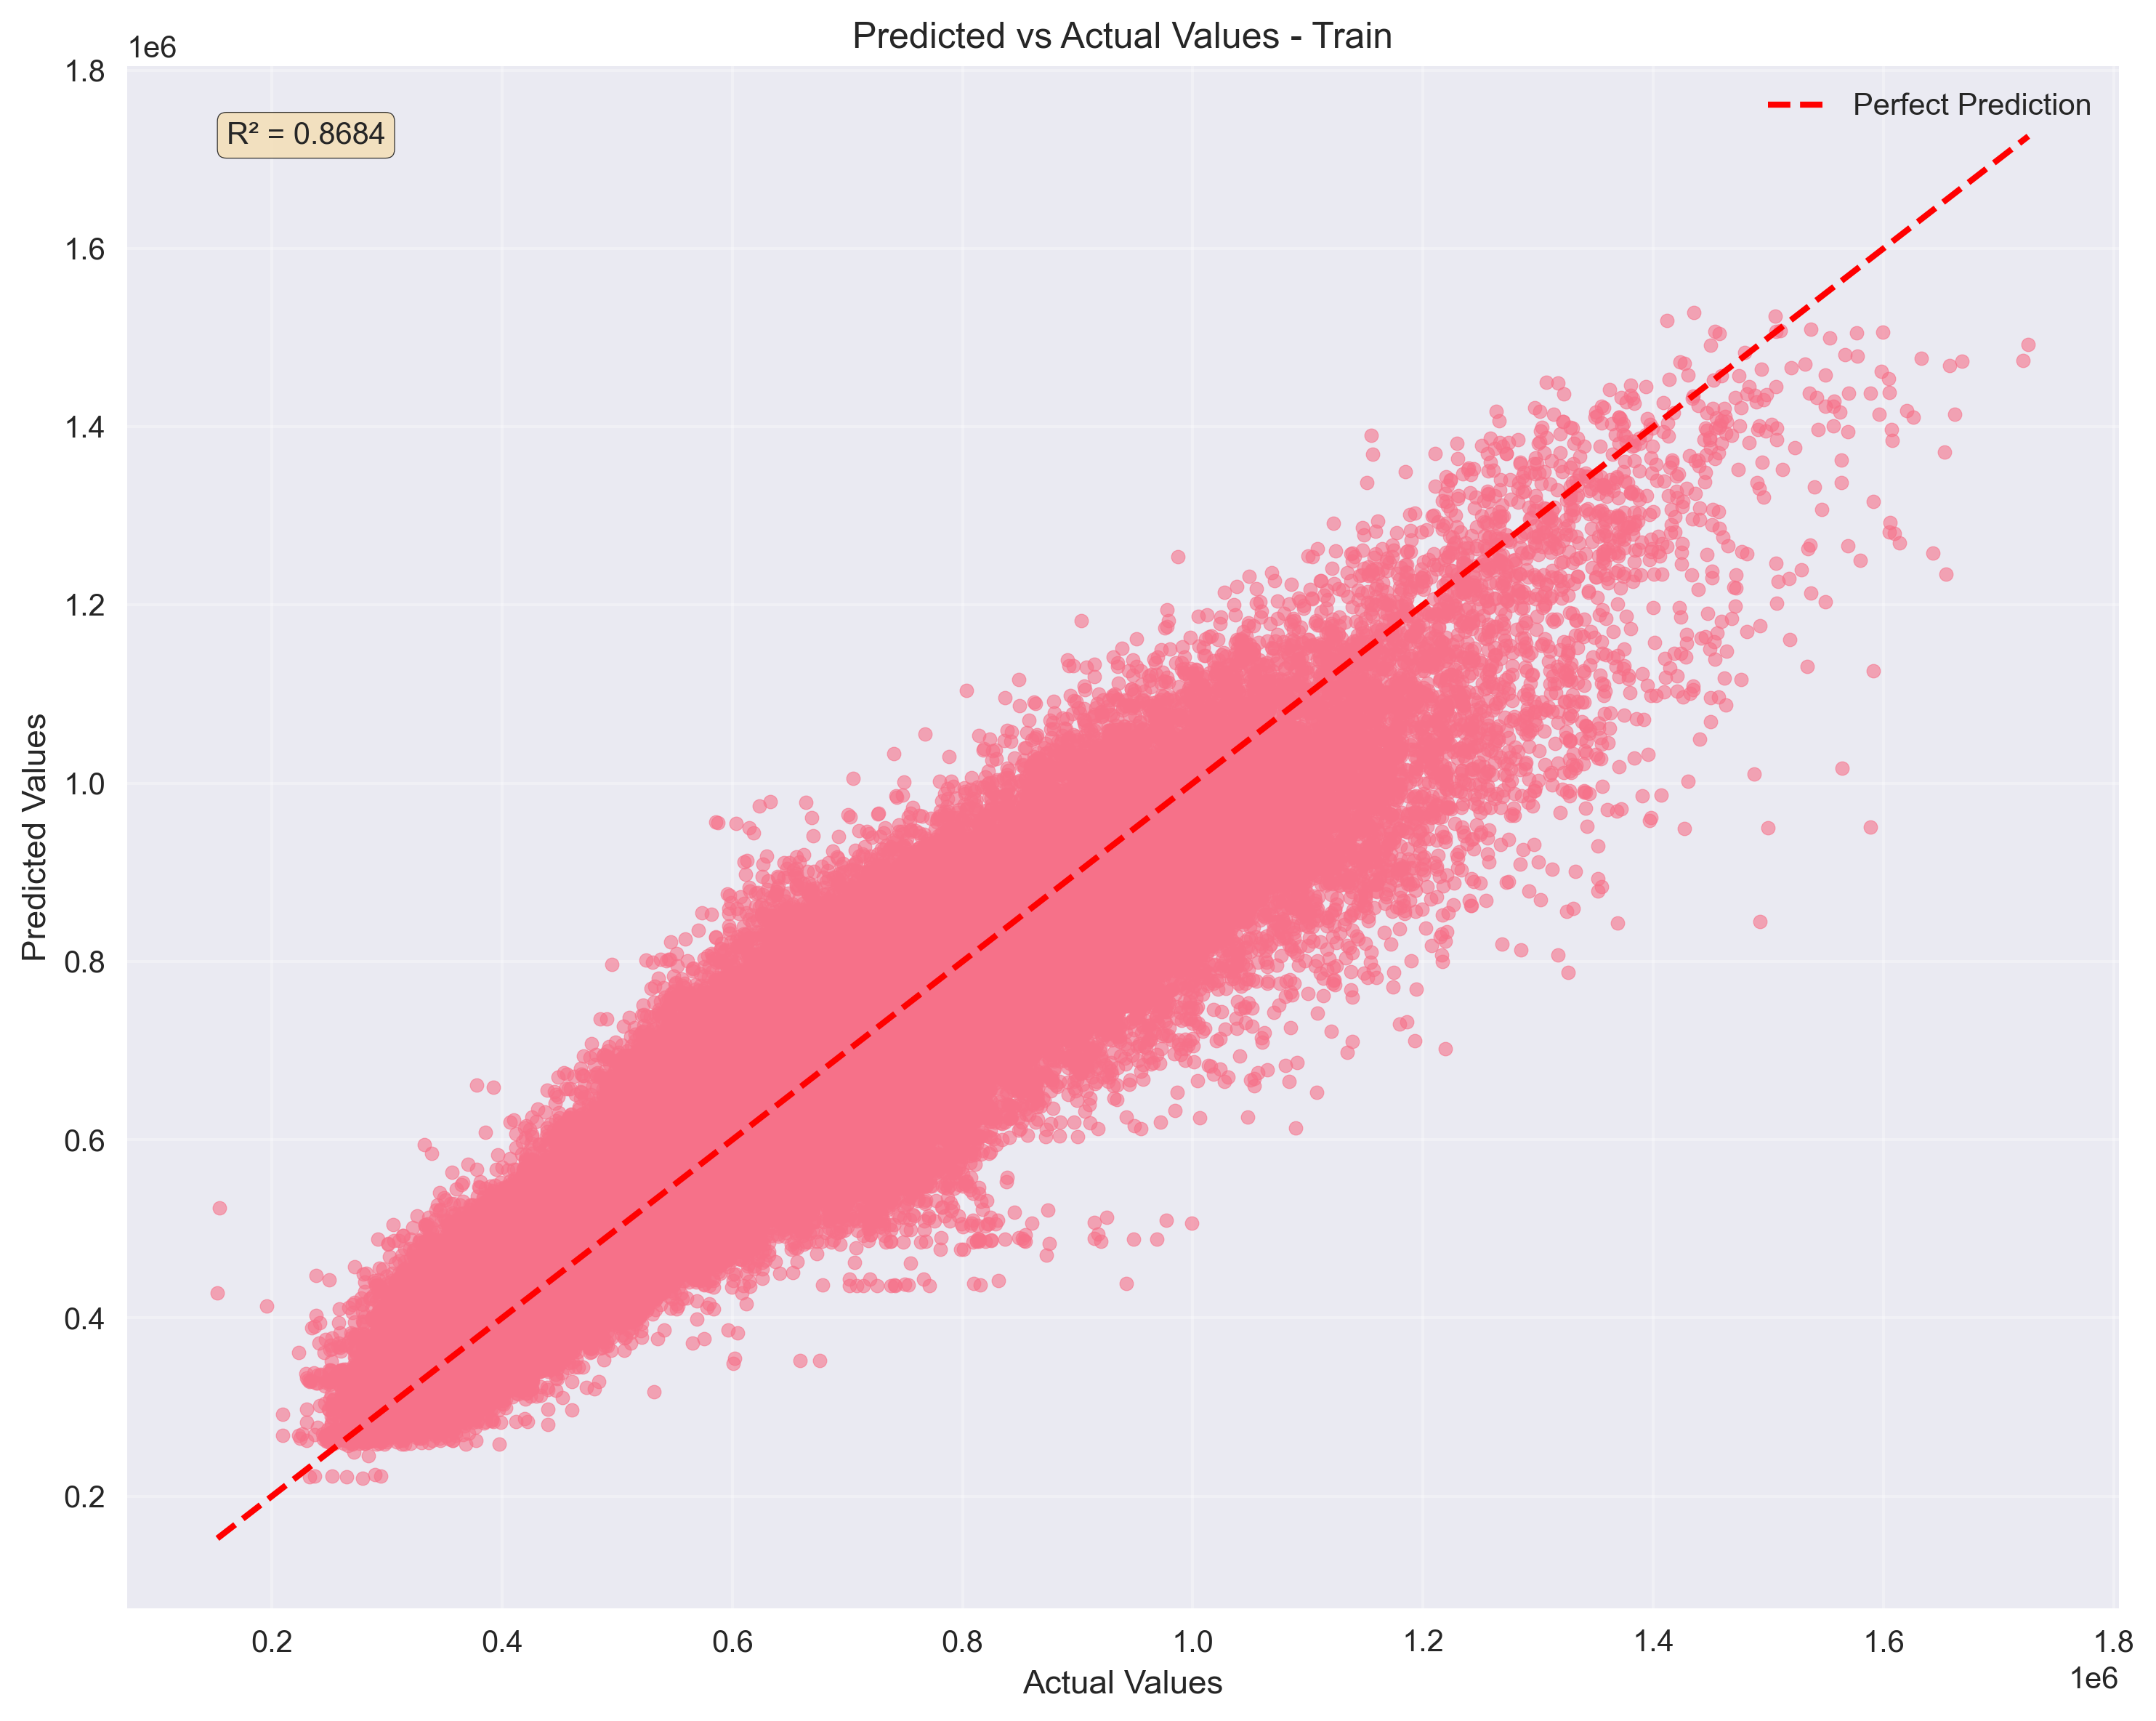 Predicted vs Actual Values - Train
1e6
R² = 0.8684
Perfect Prediction
Predicted Values
1.8
1.6
1.4
1.2
1.0
0.8
0.6
0.4
0.2
0.2 0.4 0.6 0.8 1.0 1.2 1.4 1.6 1.8
Actual Values
1e6